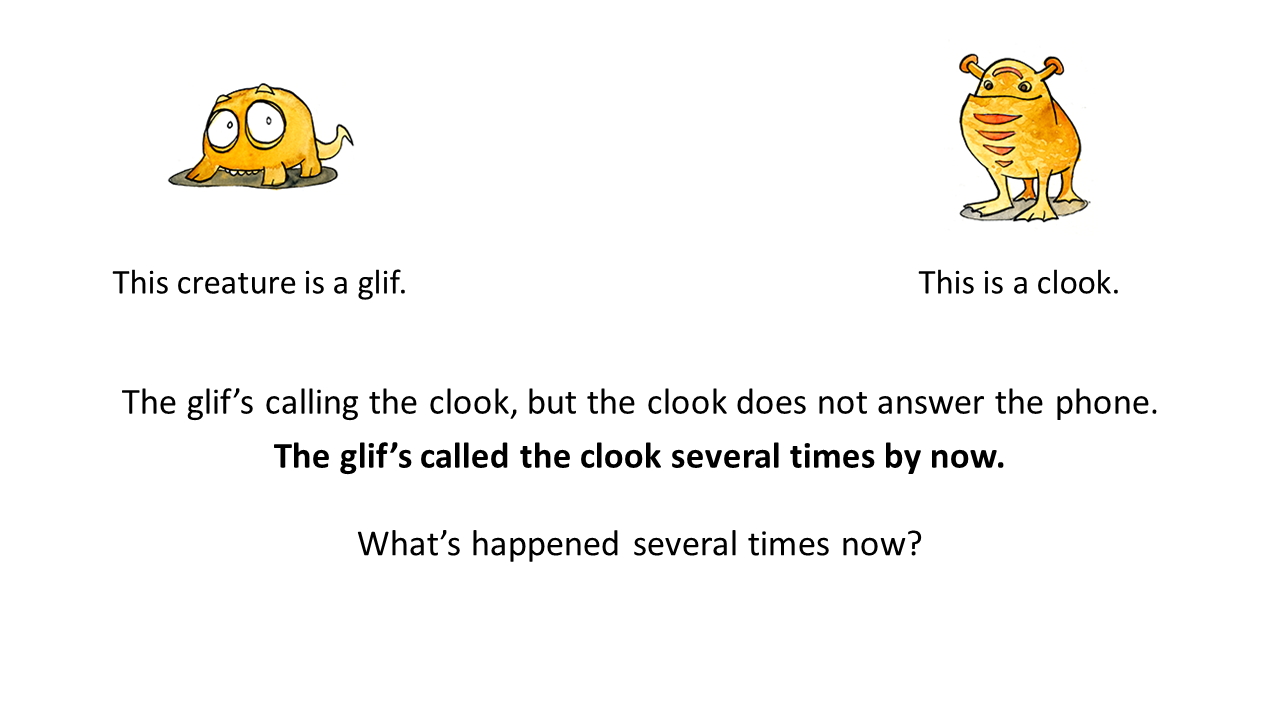 This creature is a glif.
This is a clook.
The glif’s calling the clook, but the clook does not answer the phone.
The glif’s called the clook several times by now.
What’s happened several times now?